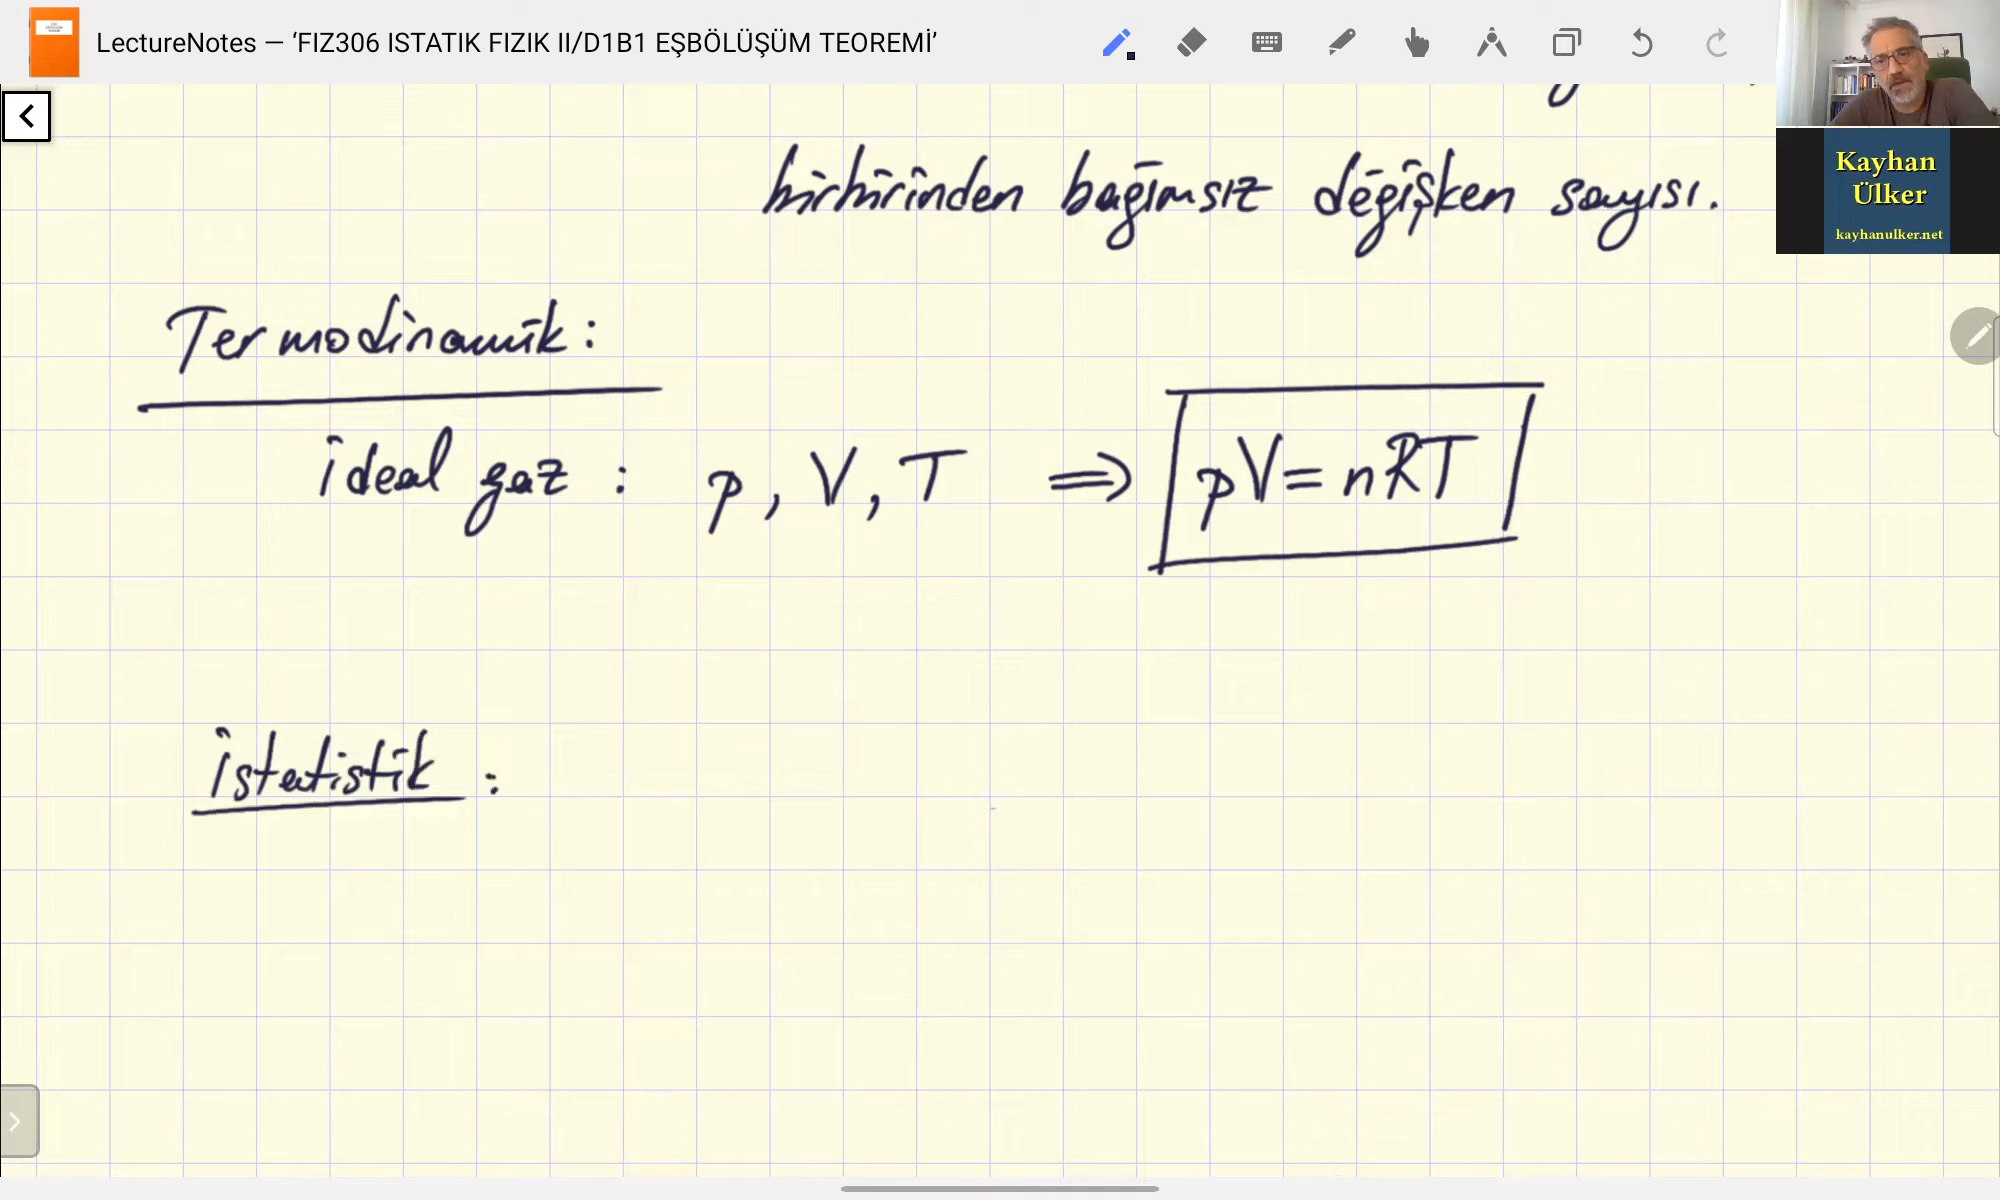 LectureNotes — ‘FIZ306 ISTATIK FIZIK II/D1B1 EŞBÖLÜŞÜM TEOREMİ’
Kayhan
Ülker
kayhanulker.net
birbirinden bağımsız değişken sayısı.
Termodinamik:
ideal gaz : p, V, T ⇒ pV = nRT
istatistik :